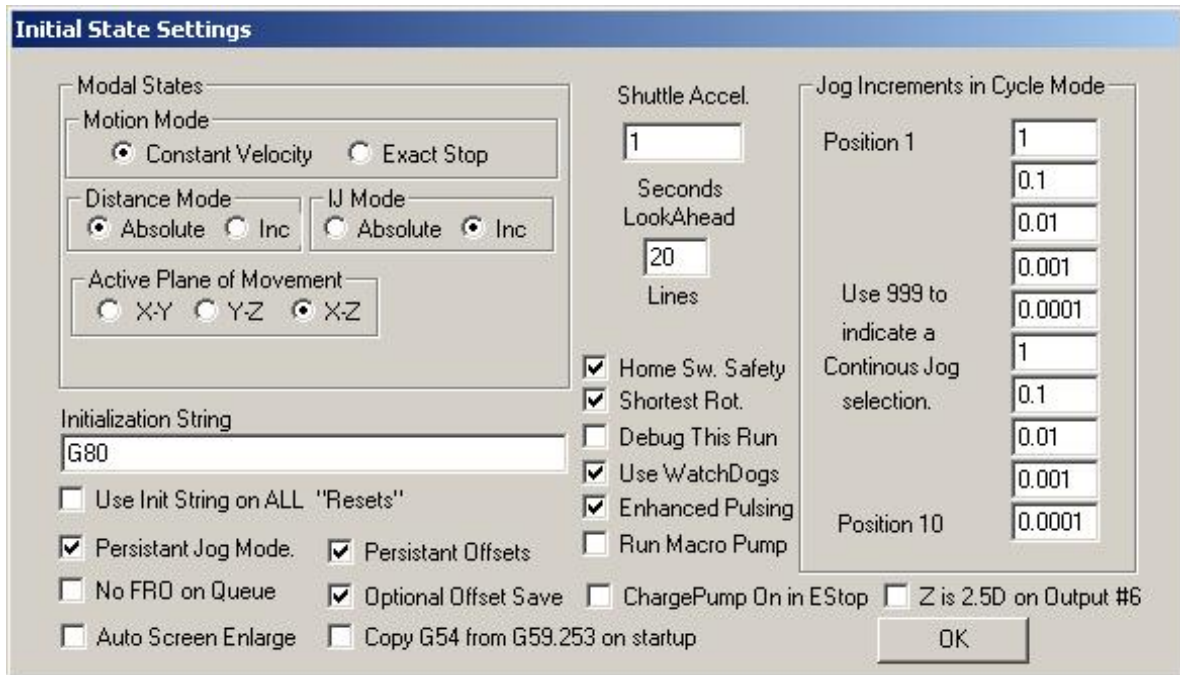 Initial State Settings
Modal States
Motion Mode
Constant Velocity
Exact Stop
Distance Mode
Absolute
Inc
IJ Mode
Absolute
Inc
Active Plane of Movement
X-Y
Y-Z
X-Z
Initialization String
G80
Use Init String on ALL "Resets"
Persistant Jog Mode.
Persistant Offsets
No FRO on Queue
Optional Offset Save
Auto Screen Enlarge
Copy G54 from G59.253 on startup
Shuttle Accel.
1
Seconds
LookAhead
20
Lines
Home Sw. Safety
Shortest Rot.
Debug This Run
Use WatchDogs
Enhanced Pulsing
Run Macro Pump
ChargePump On in EStop
Z is 2.5D on Output #6
Jog Increments in Cycle Mode
Position 1
1
0.1
0.01
0.001
0.0001
1
0.1
0.01
0.001
0.0001
Use 999 to
indicate a
Continous Jog
selection.
Position 10
OK